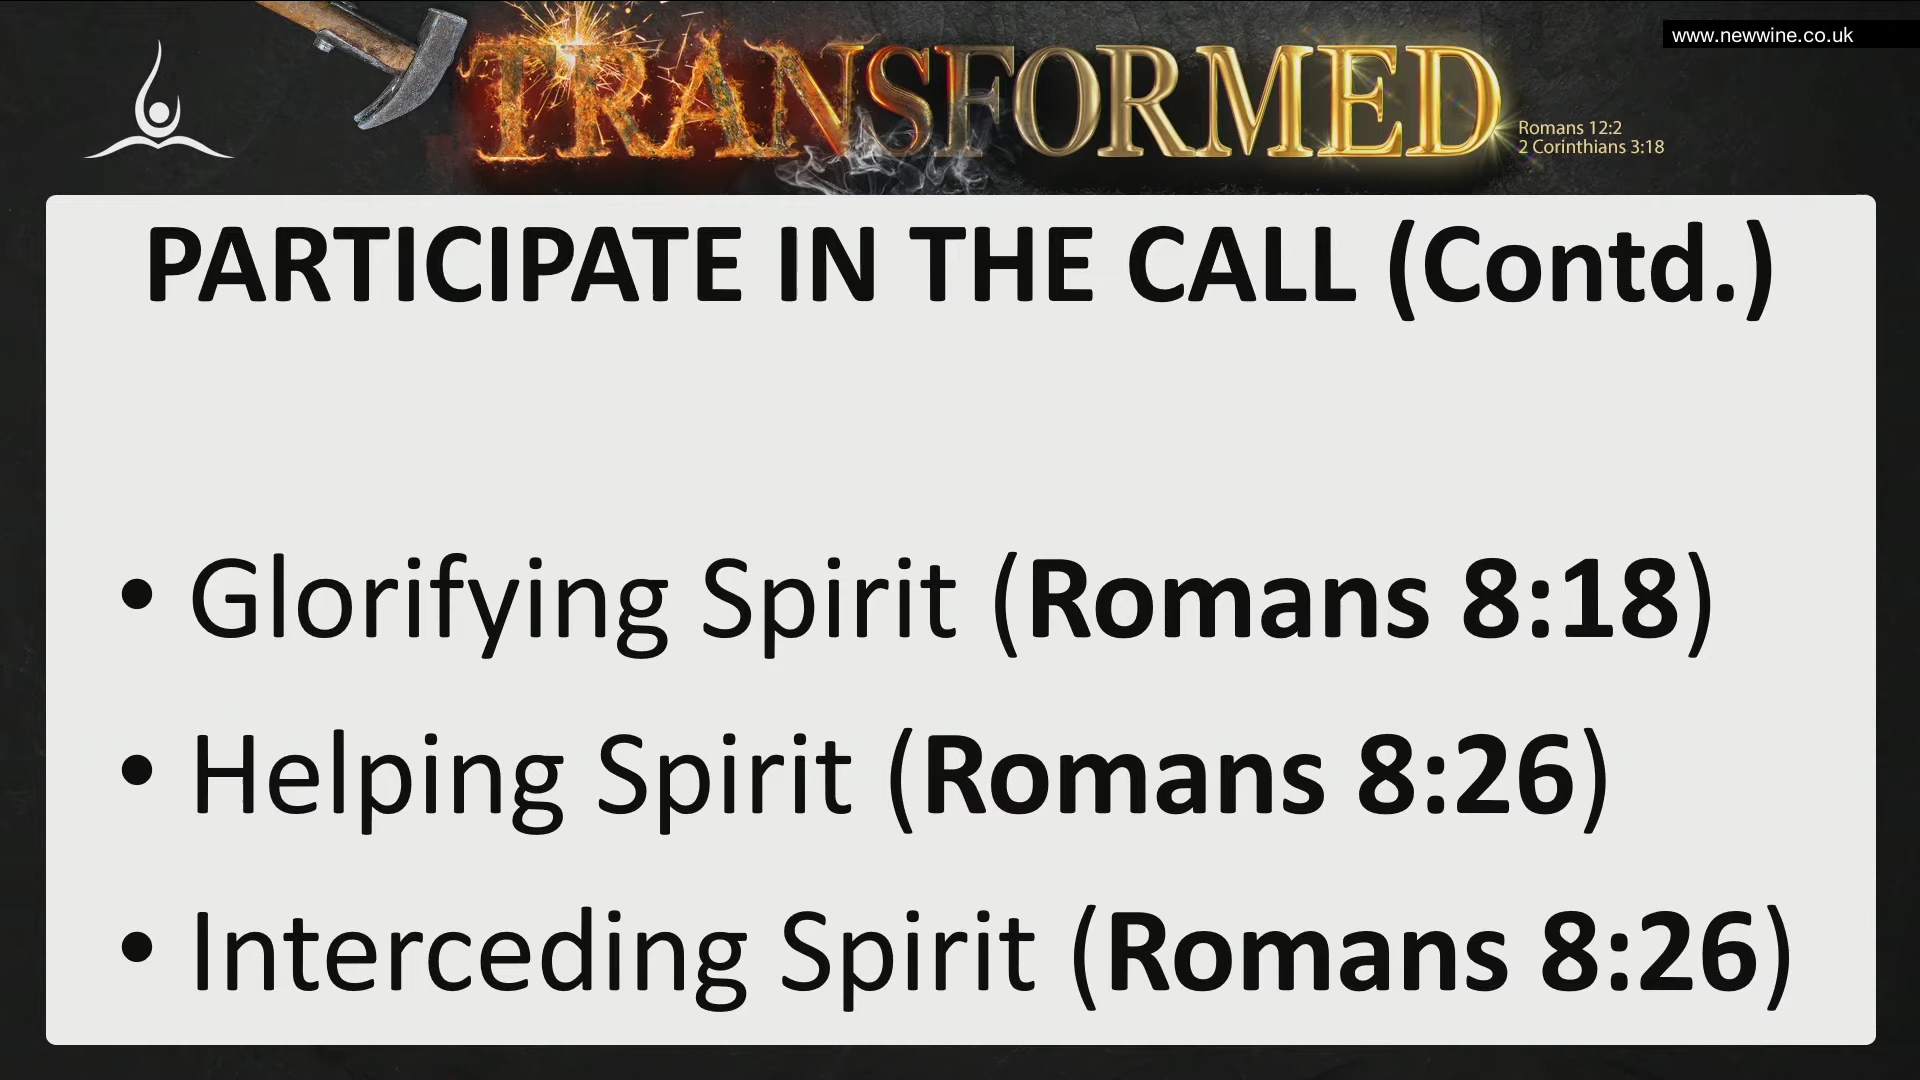 www.newwine.co.uk
TRANSFORMED
Romans 12:2
2 Corinthians 3:18
PARTICIPATE IN THE CALL (Contd.)
• Glorifying Spirit (Romans 8:18)
• Helping Spirit (Romans 8:26)
• Interceding Spirit (Romans 8:26)